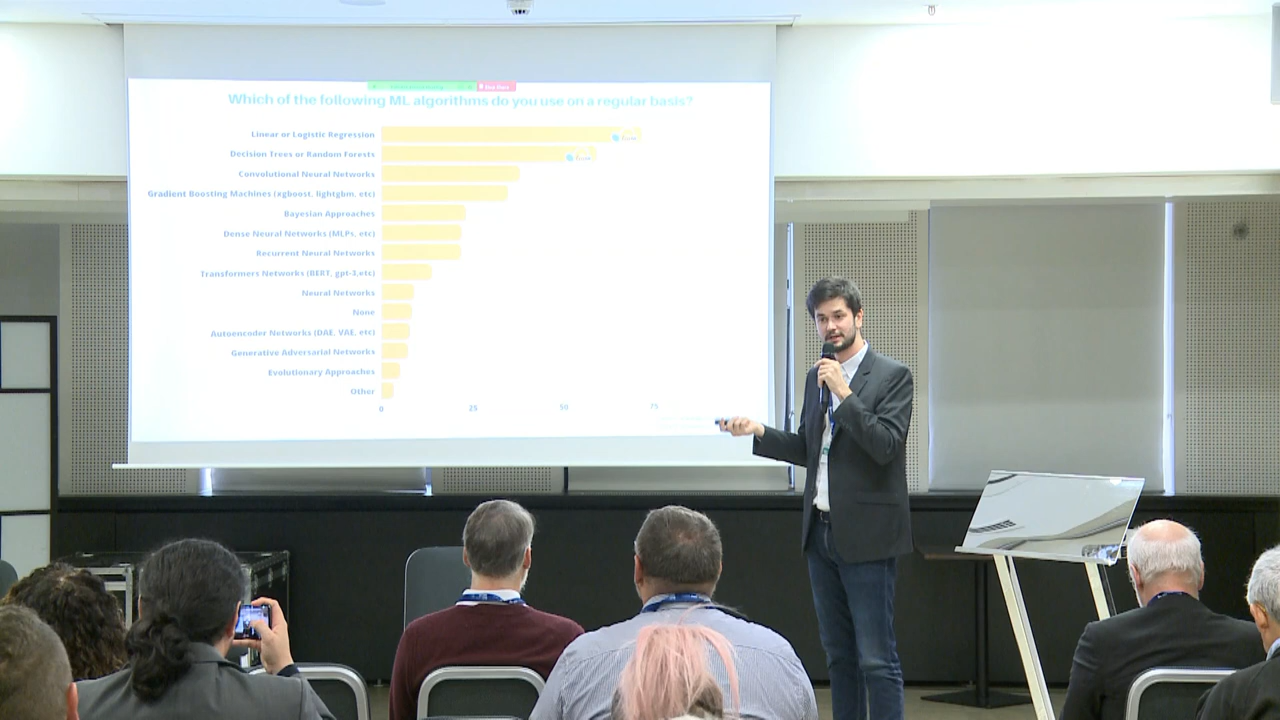 Which of the following ML algorithms do you use on a regular basis?
Linear or Logistic Regression
Decision Trees or Random Forests
Convolutional Neural Networks
Gradient Boosting Machines (xgboost, lightgbm, etc)
Bayesian Approaches
Dense Neural Networks (MLPs, etc)
Recurrent Neural Networks
Transformers Networks (BERT, gpt-3,etc)
Neural Networks
None
Autoencoder Networks (DAE, VAE, etc)
Generative Adversarial Networks
Evolutionary Approaches
Other
0 25 50 75